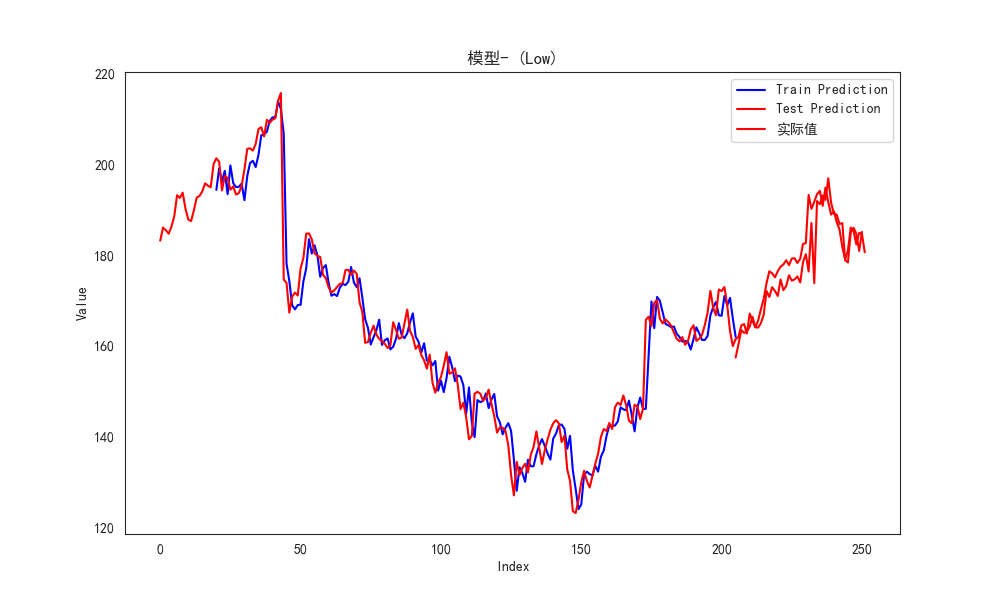 模型- (Low)
Train Prediction
Test Prediction
实际值
Value
220
200
180
160
140
120
0 50 100 150 200 250
Index